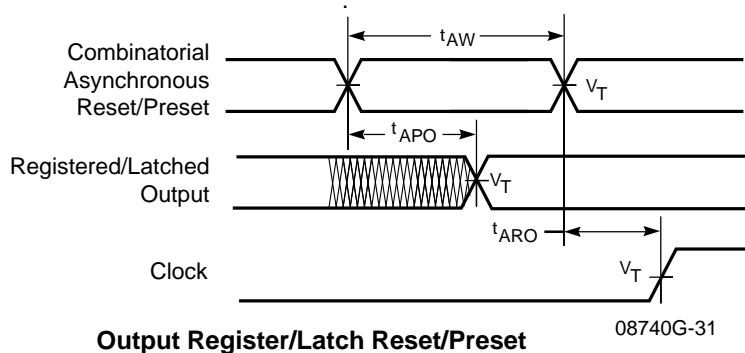 tAW
Combinatorial
Asynchronous
Reset/Preset
VT
tAPO
Registered/Latched
Output
VT
tARO
Clock
VT
08740G-31
Output Register/Latch Reset/Preset